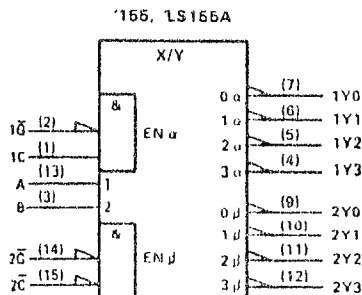 '155, 'LS155A
X/Y
&
EN α
1G̅ (2)
1C (1)
A (13) 1
B (3) 2
&
EN β
2G̅ (14)
2C̅ (15)
0 α (7) 1Y0
1 α (6) 1Y1
2 α (5) 1Y2
3 α (4) 1Y3
0 β (9) 2Y0
1 β (10) 2Y1
2 β (11) 2Y2
3 β (12) 2Y3